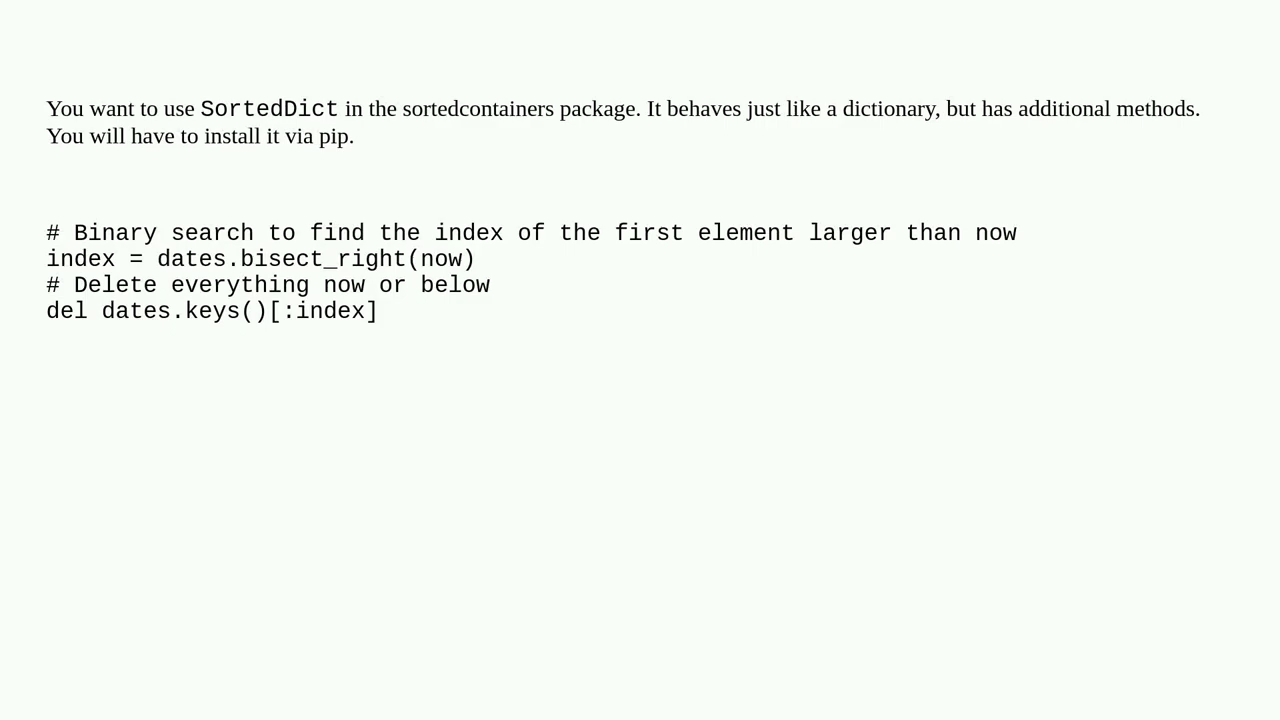 You want to use SortedDict in the sortedcontainers package. It behaves just like a dictionary, but has additional methods.
You will have to install it via pip.
# Binary search to find the index of the first element larger than now
index = dates.bisect_right(now)
# Delete everything now or below
del dates.keys()[:index]